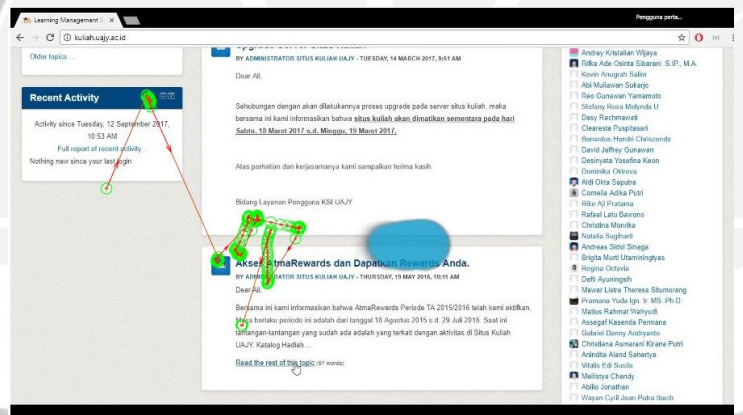 Learning Management S
Pengguna perta...
kuliah.uajy.ac.id
Older topics ...
Recent Activity
Activity since Tuesday, 12 September 2017,
10:53 AM
Full report of recent activity...
Nothing new since your last login
BY ADMINISTRATOR SITUS KULIAH UAJY - TUESDAY, 14 MARCH 2017, 9:51 AM
Dear All,
Sehubungan dengan akan dilakukannya proses upgrade pada server situs kuliah, maka
bersama ini kami informasikan bahwa situs kuliah akan dimatikan sementara pada hari
Sabtu, 18 Maret 2017 s.d. Minggu, 19 Maret 2017.
Atas perhatian dan kerjasamanya kami sampaikan terima kasih
Bidang Layanan Pengguna KSI UAJY
Akses AtmaRewards dan Dapatkan Rewards Anda.
BY ADMINISTRATOR SITUS KULIAH UAJY - THURSDAY, 19 MAY 2016, 10:11 AM
Dear All,
Bersama ini kami informasikan bahwa AtmaRewards Periode TA 2015/2016 telah kami aktifkan.
Masa berlaku periode ini adalah dari tanggal 18 Agustus 2015 s.d. 29 Juli 2016. Saat ini
tantangan-tantangan yang sudah ada adalah yang terkait dengan aktivitas di Situs Kuliah
UAJY. Katalog Hadiah ...
Read the rest of this topic (91 words)
Andrey Kristalian Wijaya
Rifka Ade Osinta Sibarani, S.IP., M.A.
Kevin Anugrah Salim
Abi Muliawan Sukarjo
Reo Gunawan Yamamoto
Stefany Rosa Melynda U
Desy Rachmawati
Clearesta Puspitasari
Benardus Hendri Chriszende
David Jeffrey Gunawan
Desinyata Yosefina Keon
Dominika Oktreva
Aldi Okta Saputra
Cornelia Adika Putri
Riko Aji Pratama
Rafael Latu Bawono
Christina Monrika
Natalia Sugiharti
Andreas Sidol Sinaga
Brigita Murti Utaminingtyas
Regina Octavia
Defti Ayuningsih
Mawar Listra Theresa Situmorang
Pramana Yuda Ign. Ir. MS. Ph.D.
Matius Rahmat Wahyudi
Assegaf Kasenda Permana
Gabriel Danny Andryanto
Christiana Asmarani Kirana Putri
Anindita Aland Sahertya
Vitalis Edi Susilo
Mellistya Chendy
Abilio Jonathan
Wayan Cyril Jean Putra Ibach